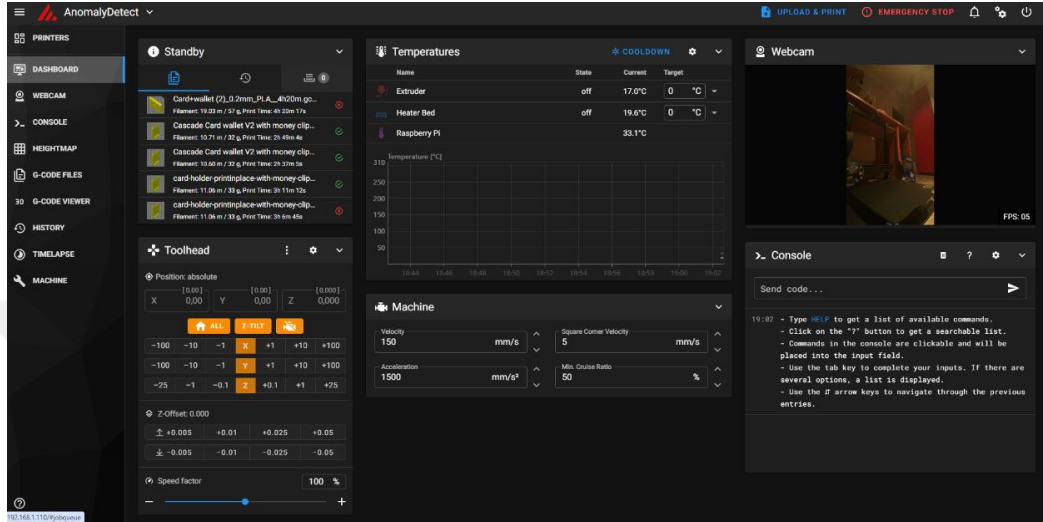 AnomalyDetect
UPLOAD & PRINT
EMERGENCY STOP
PRINTERS
DASHBOARD
WEBCAM
CONSOLE
HEIGHTMAP
G-CODE FILES
3D G-CODE VIEWER
HISTORY
TIMELAPSE
MACHINE
192.168.1.110/#jobqueue
Standby
0
Card+wallet (2)_0.2mm_PLA__4h20m.gc...
Filament: 19.03 m / 57 g, Print Time: 4h 20m 17s
Cascade Card wallet V2 with money clip...
Filament: 10.71 m / 32 g, Print Time: 2h 49m 4s
Cascade Card wallet V2 with money clip...
Filament: 10.60 m / 32 g, Print Time: 2h 37m 5s
card-holder-printinplace-with-money-clip...
Filament: 11.06 m / 33 g, Print Time: 3h 11m 12s
card-holder-printinplace-with-money-clip...
Filament: 11.06 m / 33 g, Print Time: 3h 6m 45s
Toolhead
Position: absolute
[0.00] [0.00] [0.000]
X 0,00 Y 0,00 Z 0,000
ALL Z-TILT
-100 -10 -1 X +1 +10 +100
-100 -10 -1 Y +1 +10 +100
-25 -1 -0.1 Z +0.1 +1 +25
Z-Offset: 0.000
+0.005 +0.01 +0.025 +0.05
-0.005 -0.01 -0.025 -0.05
Speed factor 100 %
Temperatures
COOLDOWN
Name State Current Target
Extruder off 17.0°C 0 °C
Heater Bed off 19.6°C 0 °C
Raspberry Pi 33.1°C
Temperature [°C]
310
250
200
150
100
50
18:44 18:46 18:48 18:50 18:52 18:54 18:56 18:58 19:00 19:02
Machine
Velocity
150 mm/s
Square Corner Velocity
5 mm/s
Acceleration
1500 mm/s²
Min. Cruise Ratio
50 %
Webcam
FPS: 05
>_ Console
Send code...
19:02 - Type HELP to get a list of available commands.
- Click on the "?" button to get a searchable list.
- Commands in the console are clickable and will be
placed into the input field.
- Use the tab key to complete your inputs. If there are
several options, a list is displayed.
- Use the ⇵ arrow keys to navigate through the previous
entries.